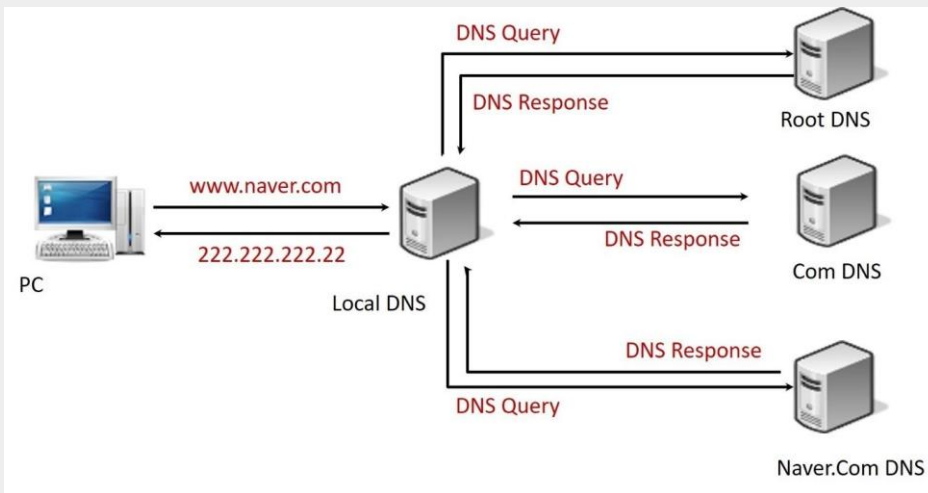 DNS Query
DNS Response
Root DNS
www.naver.com
222.222.222.22
PC
Local DNS
DNS Query
DNS Response
Com DNS
DNS Response
DNS Query
Naver.Com DNS